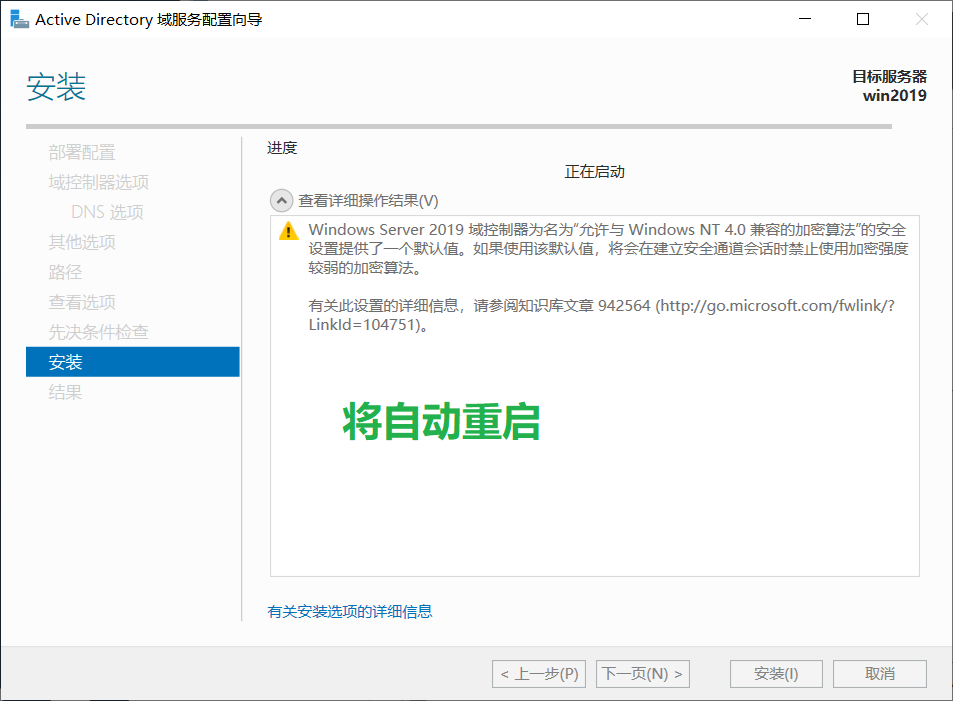 Active Directory 域服务配置向导
安装
目标服务器
win2019
部署配置
域控制器选项
DNS 选项
其他选项
路径
查看选项
先决条件检查
安装
结果
进度
正在启动
查看详细操作结果(V)
Windows Server 2019 域控制器为名为“允许与 Windows NT 4.0 兼容的加密算法”的安全
设置提供了一个默认值。如果使用该默认值，将会在建立安全通道会话时禁止使用加密强度
较弱的加密算法。
有关此设置的详细信息，请参阅知识库文章 942564 (http://go.microsoft.com/fwlink/?
LinkId=104751)。
将自动重启
有关安装选项的详细信息
< 上一步(P)
下一页(N) >
安装(I)
取消